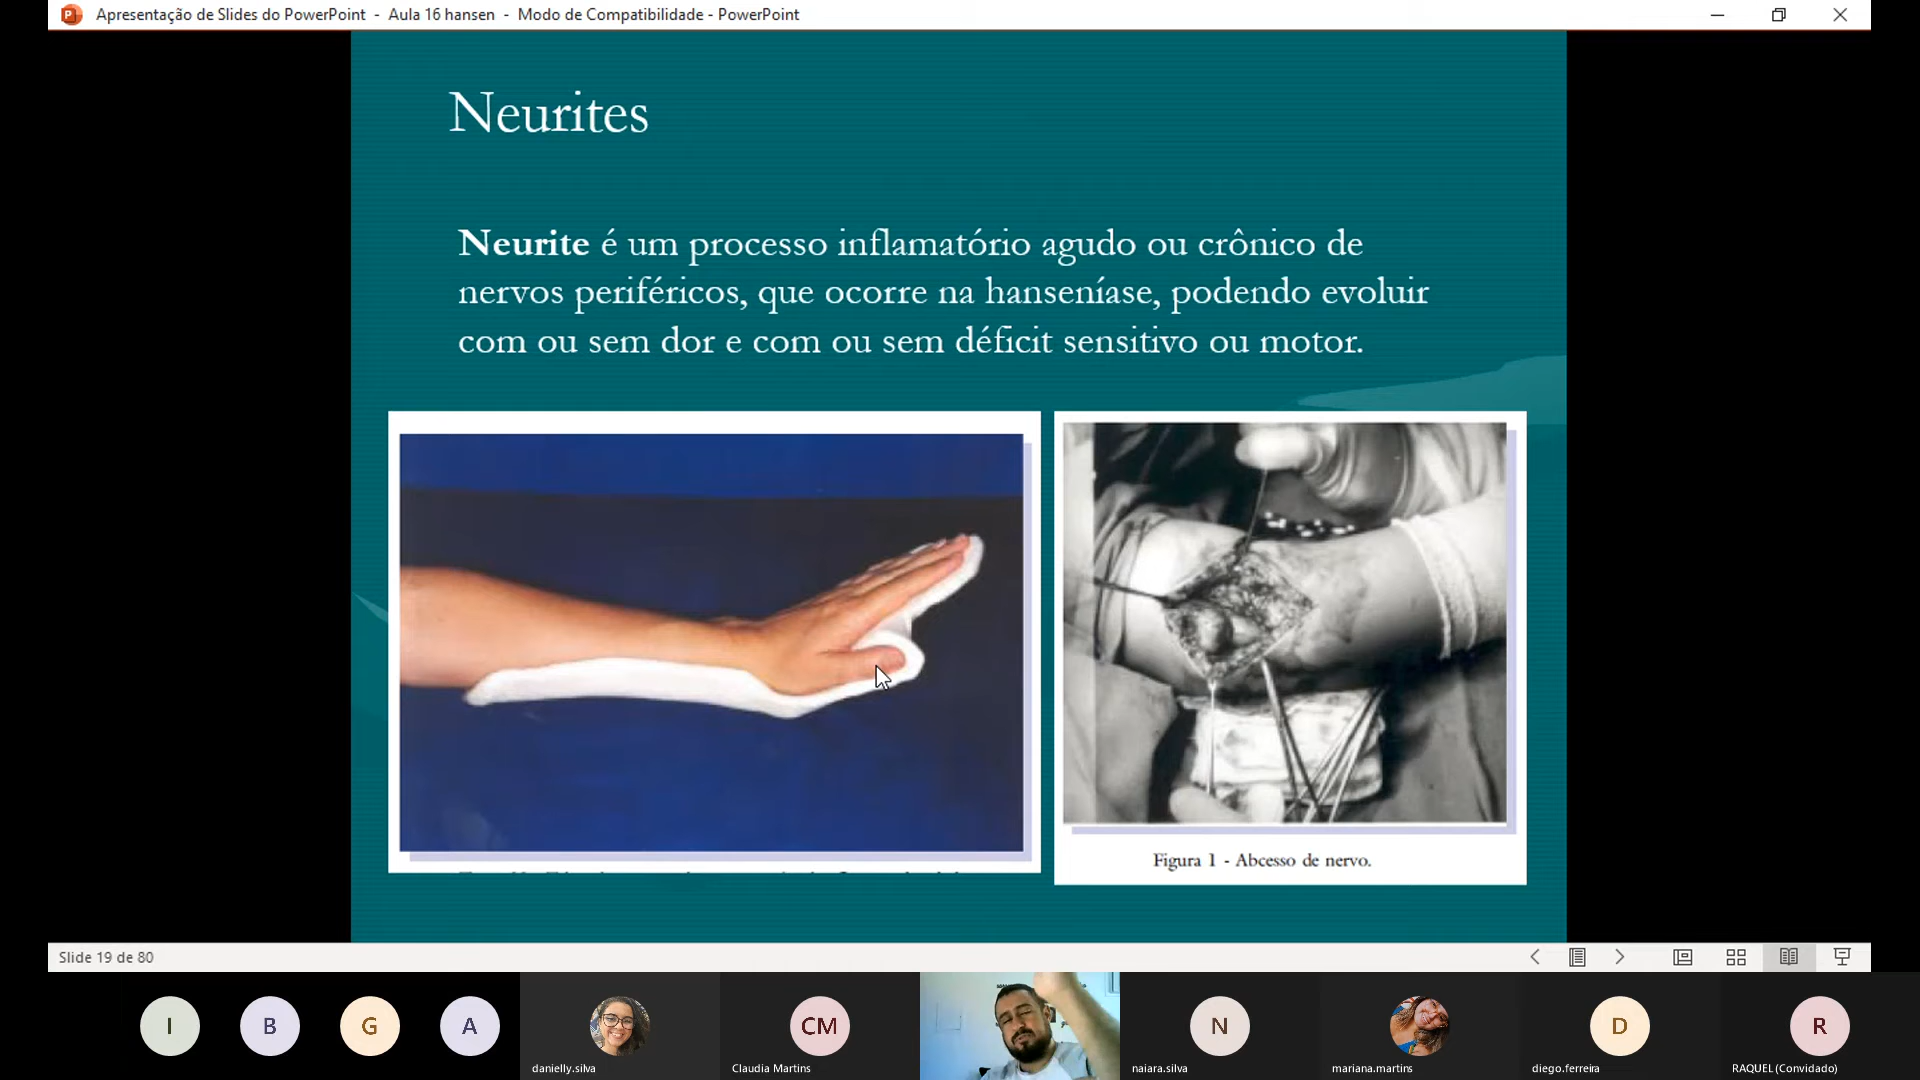 Apresentação de Slides do PowerPoint - Aula 16 hansen - Modo de Compatibilidade - PowerPoint
Neurites
Neurite é um processo inflamatório agudo ou crônico de
nervos periféricos, que ocorre na hanseníase, podendo evoluir
com ou sem dor e com ou sem déficit sensitivo ou motor.
Figura 1 - Abcesso de nervo.
Slide 19 de 80
I
B
G
A
CM
N
D
R
danielly.silva
Claudia Martins
naiara.silva
mariana.martins
diego.ferreira
RAQUEL (Convidado)